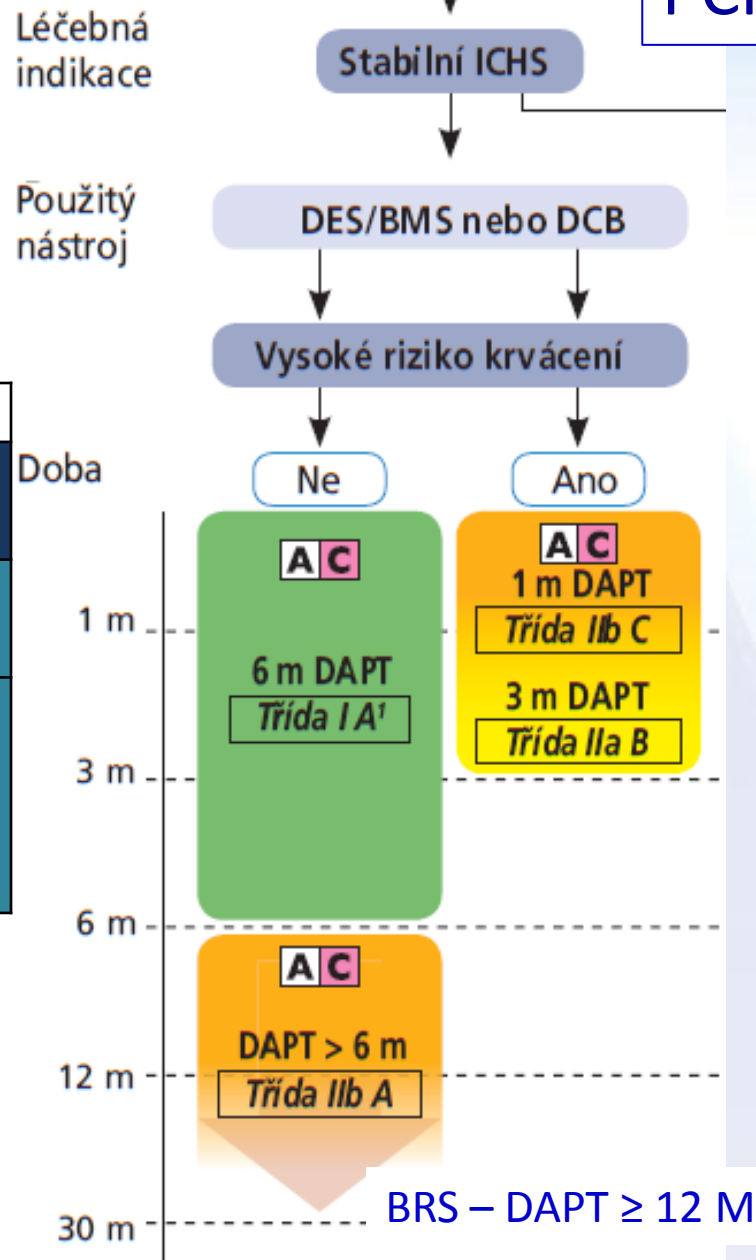 Léčebná
indikace
Stabilní ICHS
Použitý
nástroj
DES/BMS nebo DCB
Vysoké riziko krvácení
Doba
Ne
Ano
A C
A C
1 m DAPT
1 m
Třída IIb C
6 m DAPT
Třída I A¹
3 m DAPT
Třída IIa B
3 m
6 m
A C
DAPT > 6 m
12 m
Třída IIb A
BRS – DAPT ≥ 12 M
30 m